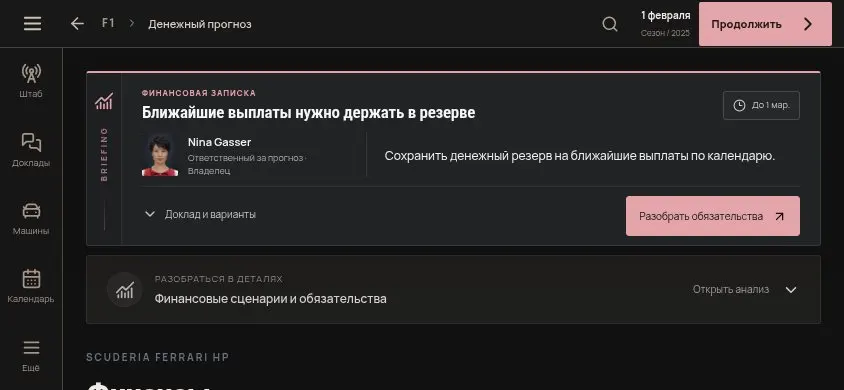 F1
Денежный прогноз
1 февраля
Сезон / 2025
Продолжить
Штаб
Доклады
Машины
Календарь
Ещё
BRIEFING
ФИНАНСОВАЯ ЗАПИСКА
Ближайшие выплаты нужно держать в резерве
До 1 мар.
Nina Gasser
Ответственный за прогноз ·
Владелец
Сохранить денежный резерв на ближайшие выплаты по календарю.
Доклад и варианты
Разобрать обязательства
РАЗОБРАТЬСЯ В ДЕТАЛЯХ
Финансовые сценарии и обязательства
Открыть анализ
SCUDERIA FERRARI HP